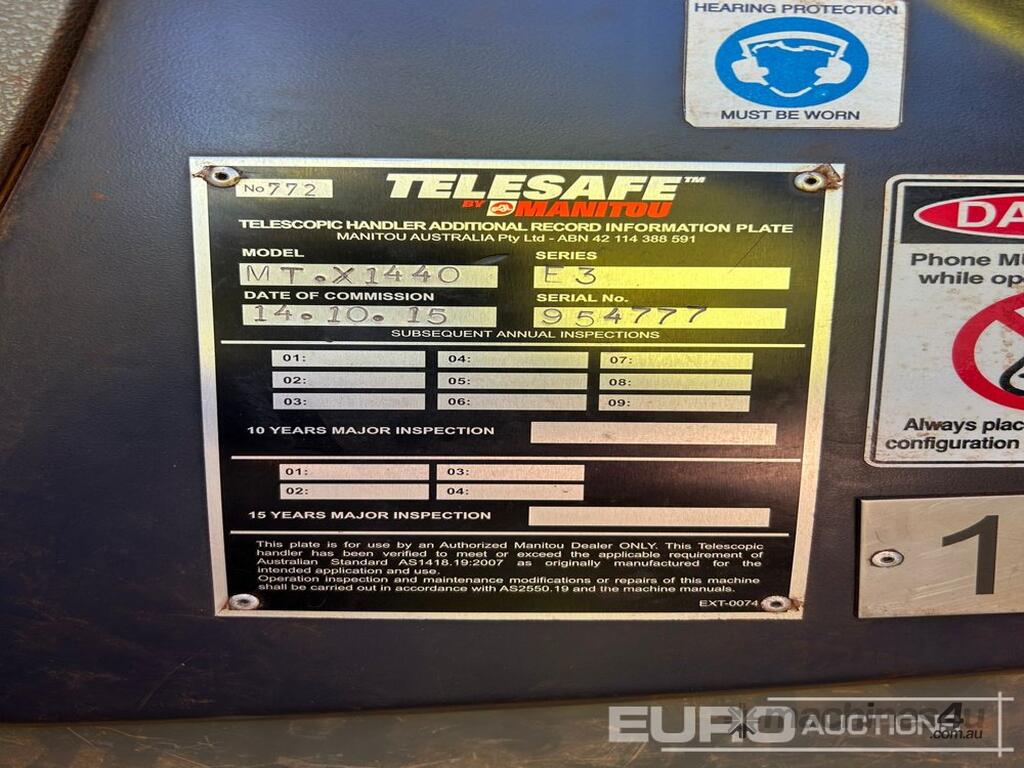 HEARING PROTECTION
MUST BE WORN
No 772
TELESAFE™
BY MANITOU
TELESCOPIC HANDLER ADDITIONAL RECORD INFORMATION PLATE
MANITOU AUSTRALIA Pty Ltd - ABN 42 114 388 591
MODEL SERIES
MT.X1440 E3
DATE OF COMMISSION SERIAL No.
14.10.15 954777
SUBSEQUENT ANNUAL INSPECTIONS
01: 04: 07:
02: 05: 08:
03: 06: 09:
10 YEARS MAJOR INSPECTION
01: 03:
02: 04:
15 YEARS MAJOR INSPECTION
This plate is for use by an Authorized Manitou Dealer ONLY. This Telescopic
handler has been verified to meet or exceed the applicable requirement of
Australian Standard AS1418.19:2007 as originally manufactured for the
intended application and use.
Operation inspection and maintenance modifications or repairs of this machine
shall be carried out in accordance with AS2550.19 and the machine manuals.
EXT-0074
DA
Phone MU
while op
Always plac
configuration
1
EURO AUCTIONS
machines4u
.com.au